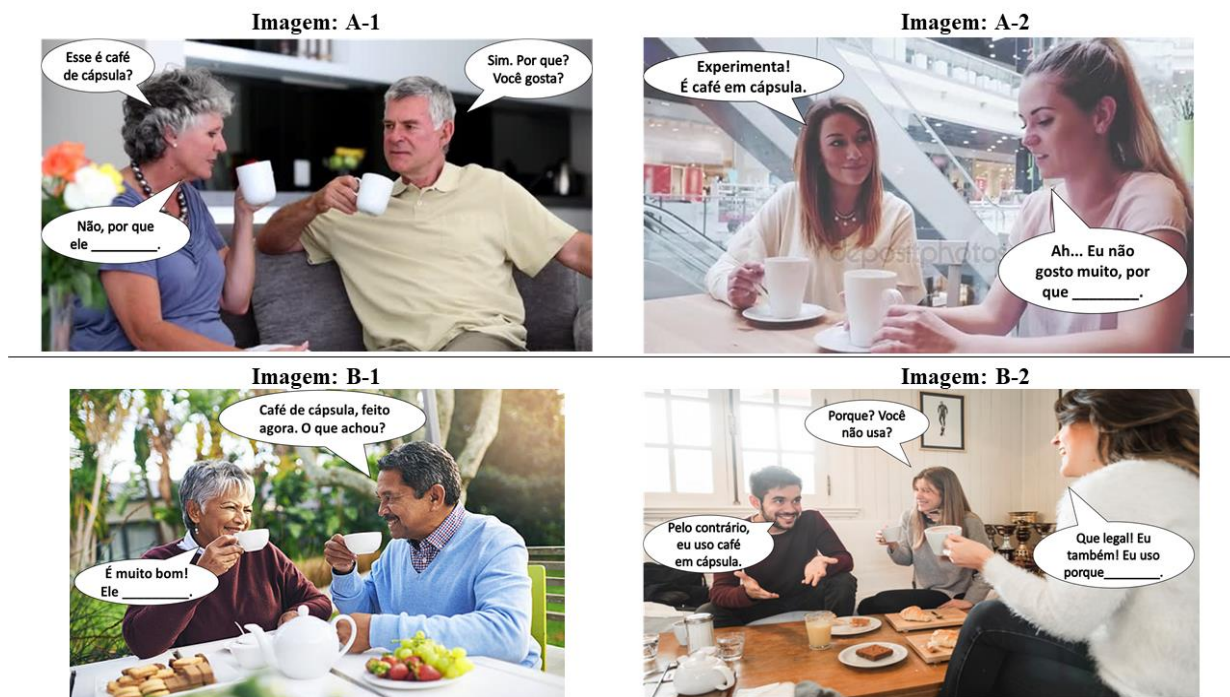 Imagem: A-1
Esse é café
de cápsula?
Sim. Por que?
Você gosta?
Não, por que
ele _________.
Imagem: A-2
Experimenta!
É café em cápsula.
depositphotos
Ah... Eu não
gosto muito, por
que _________.
Imagem: B-1
Café de cápsula, feito
agora. O que achou?
É muito bom!
Ele _________.
Imagem: B-2
Porque? Você
não usa?
Pelo contrário,
eu uso café
em cápsula.
Que legal! Eu
também! Eu uso
porque________.